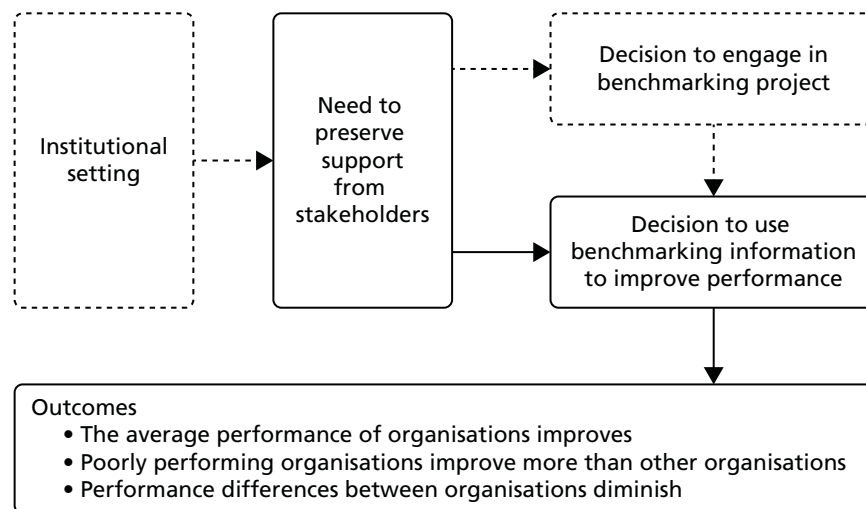 Institutional
setting
Need to
preserve
support
from
stakeholders
Decision to engage in
benchmarking project
Decision to use
benchmarking information
to improve performance
Outcomes
• The average performance of organisations improves
• Poorly performing organisations improve more than other organisations
• Performance differences between organisations diminish